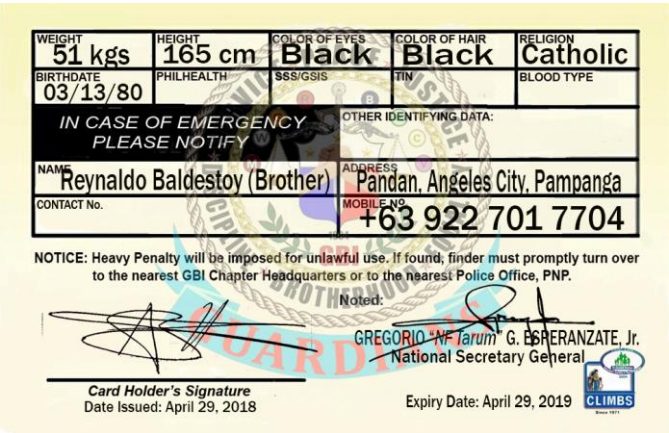 WEIGHT HEIGHT COLOR OF EYES COLOR OF HAIR RELIGION
51 kgs 165 cm Black Black Catholic
BIRTHDATE PHILHEALTH SSS/GSIS TIN BLOOD TYPE
03/13/80
IN CASE OF EMERGENCY
PLEASE NOTIFY
OTHER IDENTIFYING DATA:
NAME ADDRESS
Reynaldo Baldestoy (Brother) Pandan, Angeles City, Pampanga
CONTACT No. MOBILE No.
+63 922 701 7704
NOTICE: Heavy Penalty will be imposed for unlawful use. If found, finder must promptly turn over
to the nearest GBI Chapter Headquarters or to the nearest Police Office, PNP.
Noted:
GREGORIO "NF Tarum" G. ESPERANZATE, Jr.
National Secretary General
Card Holder's Signature
Date Issued: April 29, 2018
Expiry Date: April 29, 2019
CLIMBS
Since 1971
GBI
BROTHERHOOD
GUARDIANS